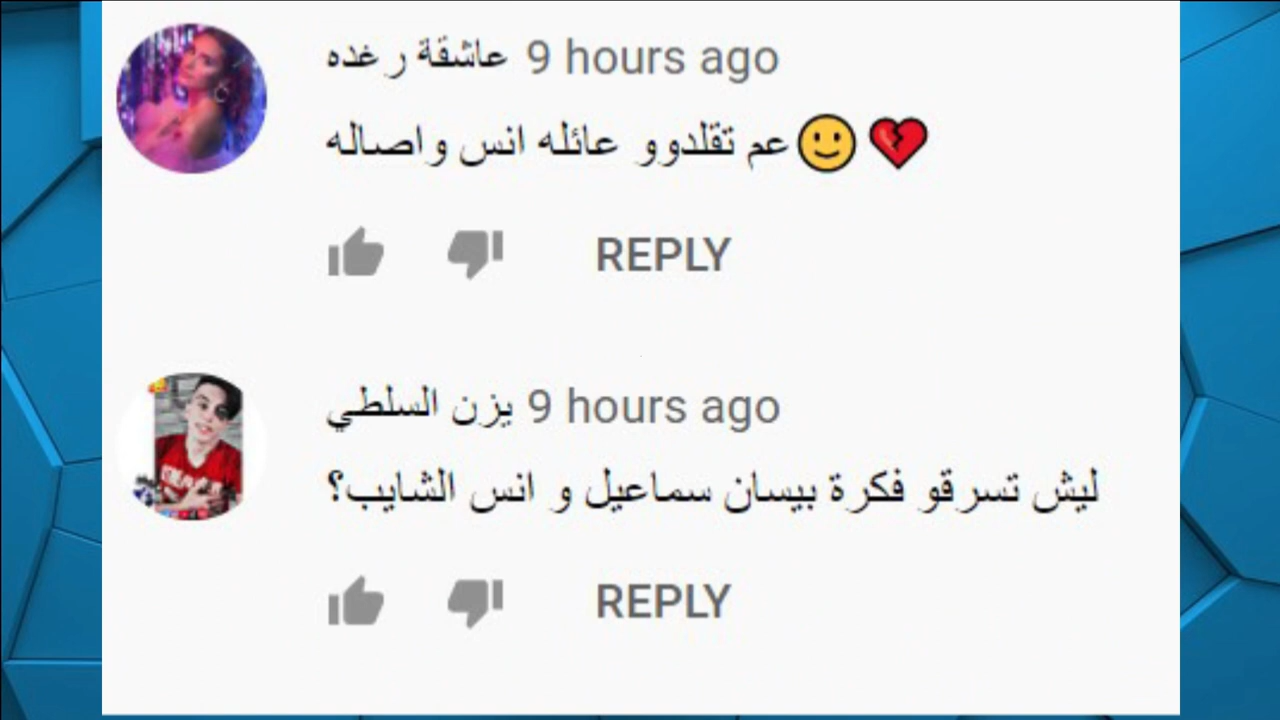 عاشقة رغده 9 hours ago
عم تقلدوو عائله انس واصاله🙂💔
REPLY
يزن السلطي 9 hours ago
ليش تسرقو فكرة بيسان سماعيل و انس الشايب؟
REPLY